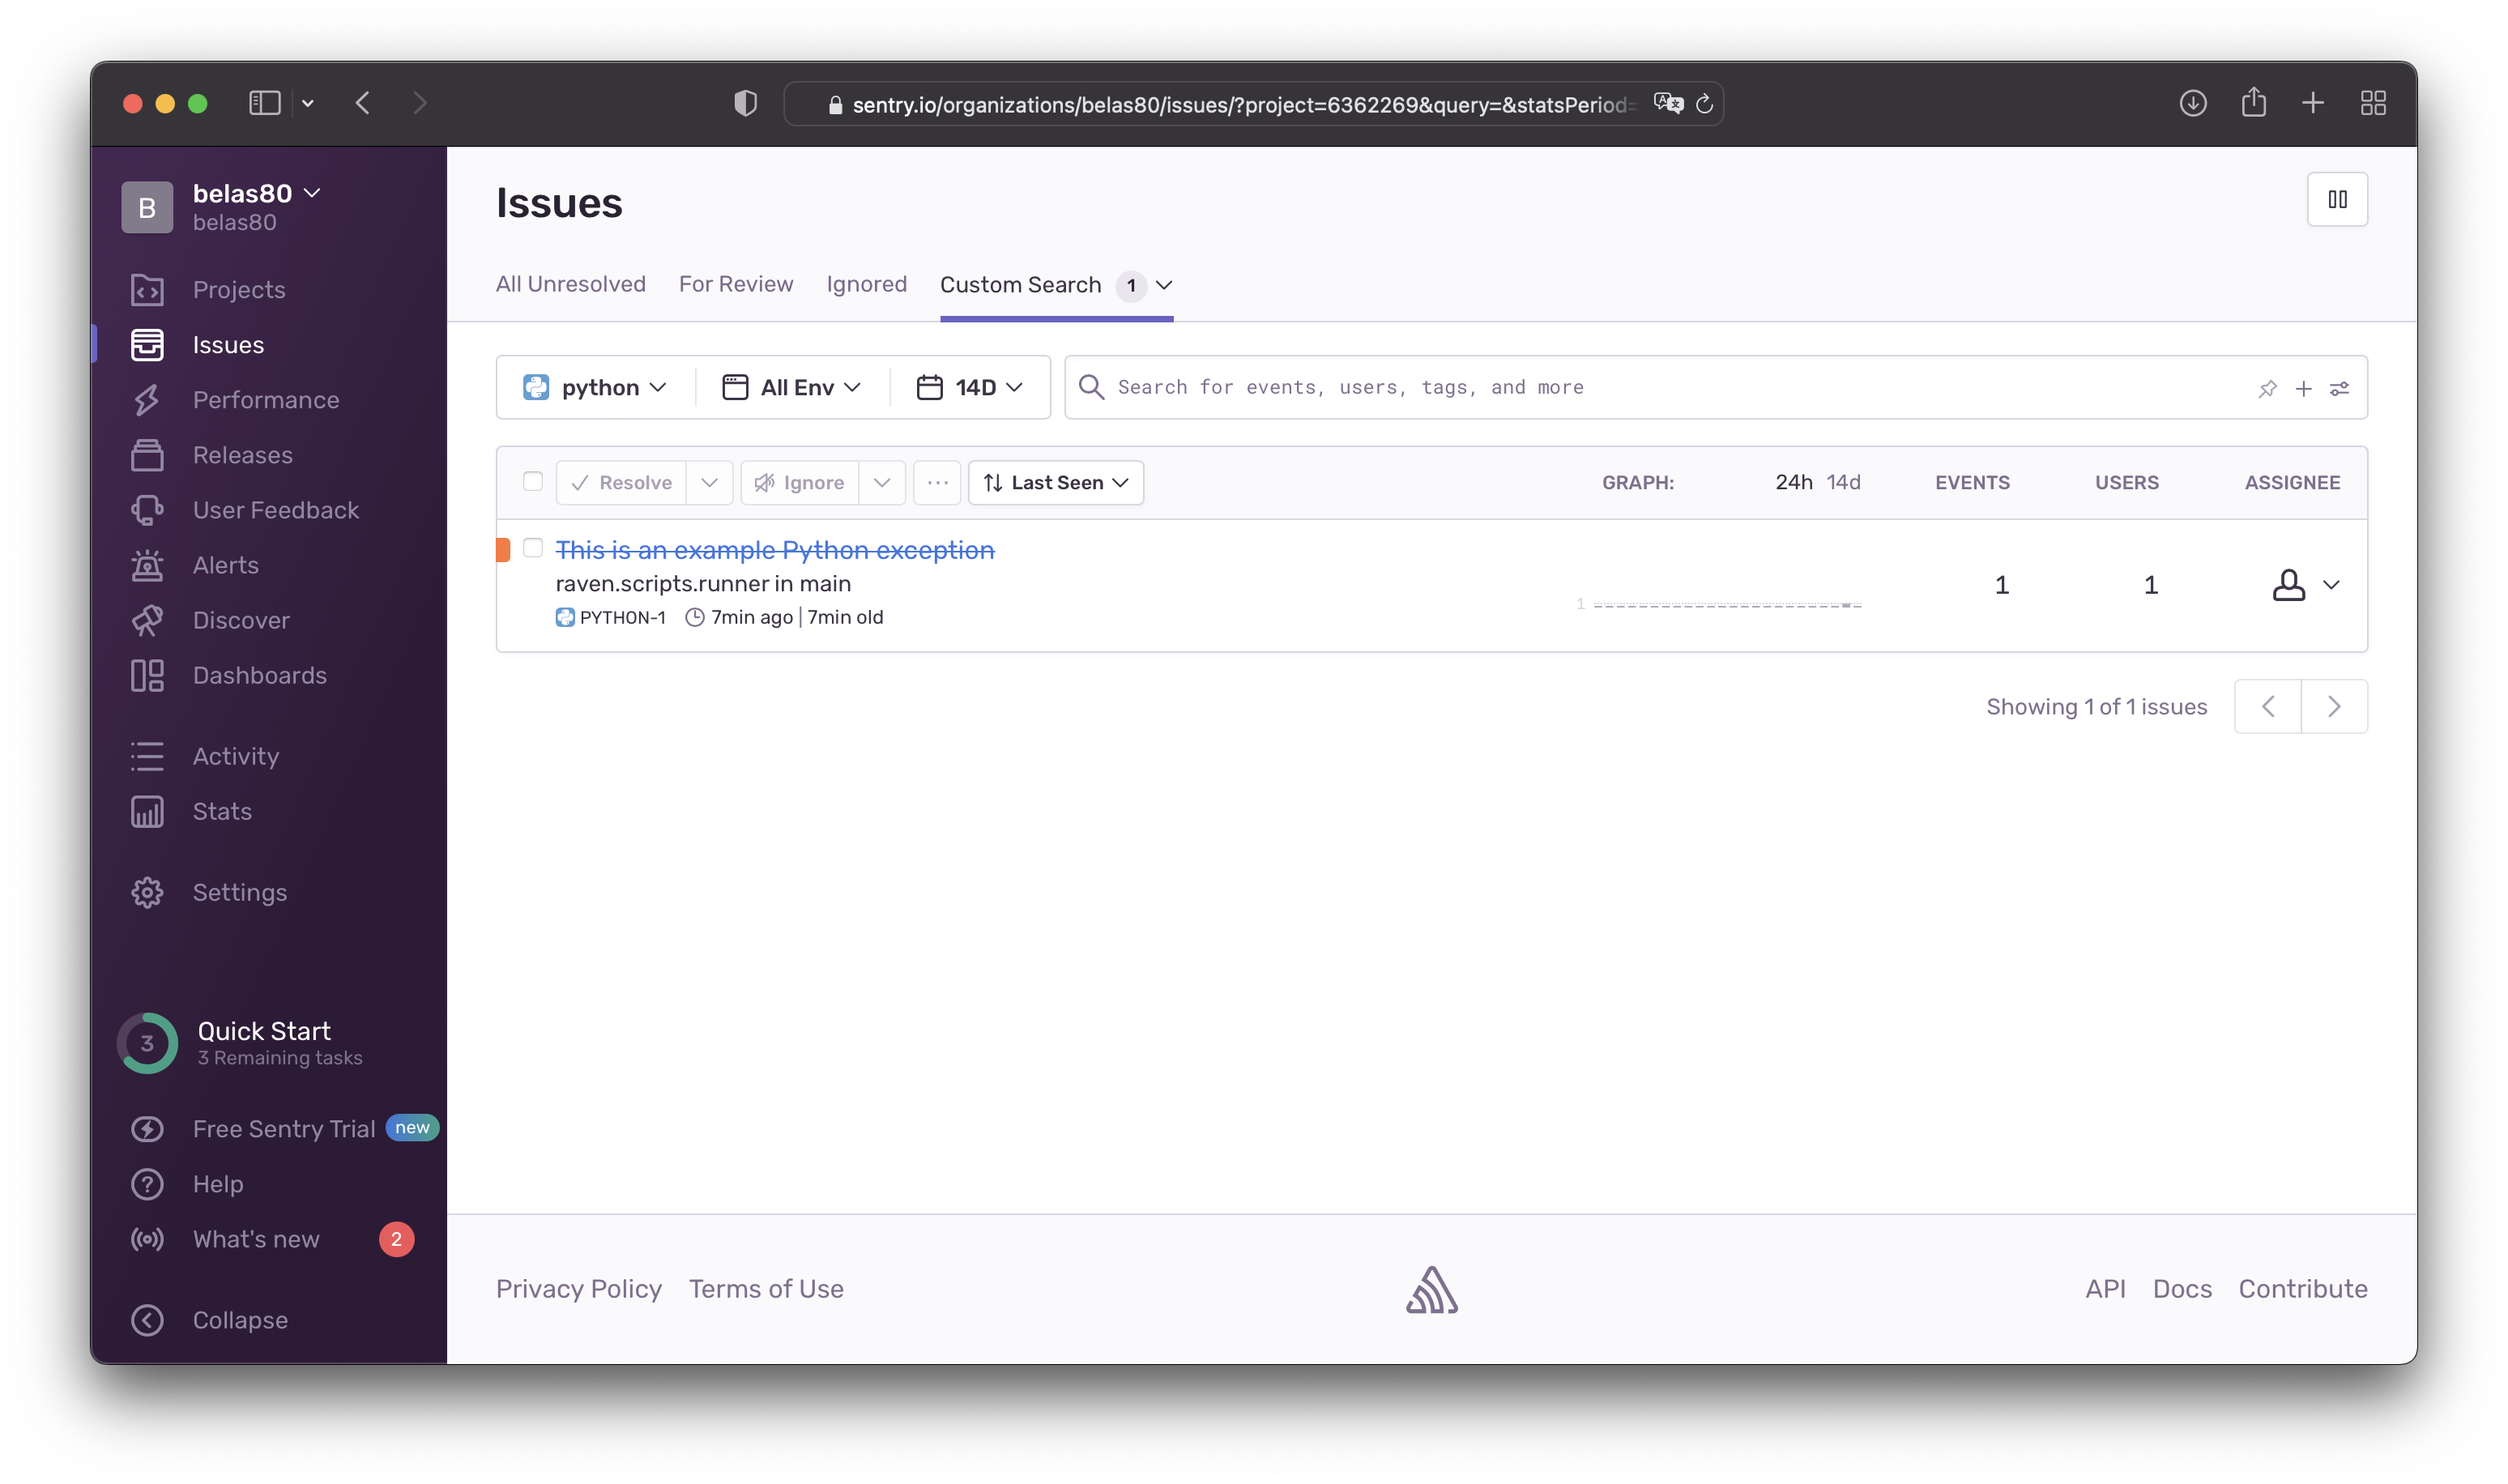 sentry.io/organizations/belas80/issues/?project=6362269&query=&statsPeriod=
B
belas80
belas80
Projects
Issues
Performance
Releases
User Feedback
Alerts
Discover
Dashboards
Activity
Stats
Settings
3
Quick Start
3 Remaining tasks
Free Sentry Trial new
Help
What's new 2
Collapse
Issues
All Unresolved For Review Ignored Custom Search 1
python All Env 14D Search for events, users, tags, and more
Resolve Ignore Last Seen GRAPH: 24h 14d EVENTS USERS ASSIGNEE
This is an example Python exception
raven.scripts.runner in main
PYTHON-1 7min ago | 7min old
1 1 1
Showing 1 of 1 issues
Privacy Policy Terms of Use API Docs Contribute